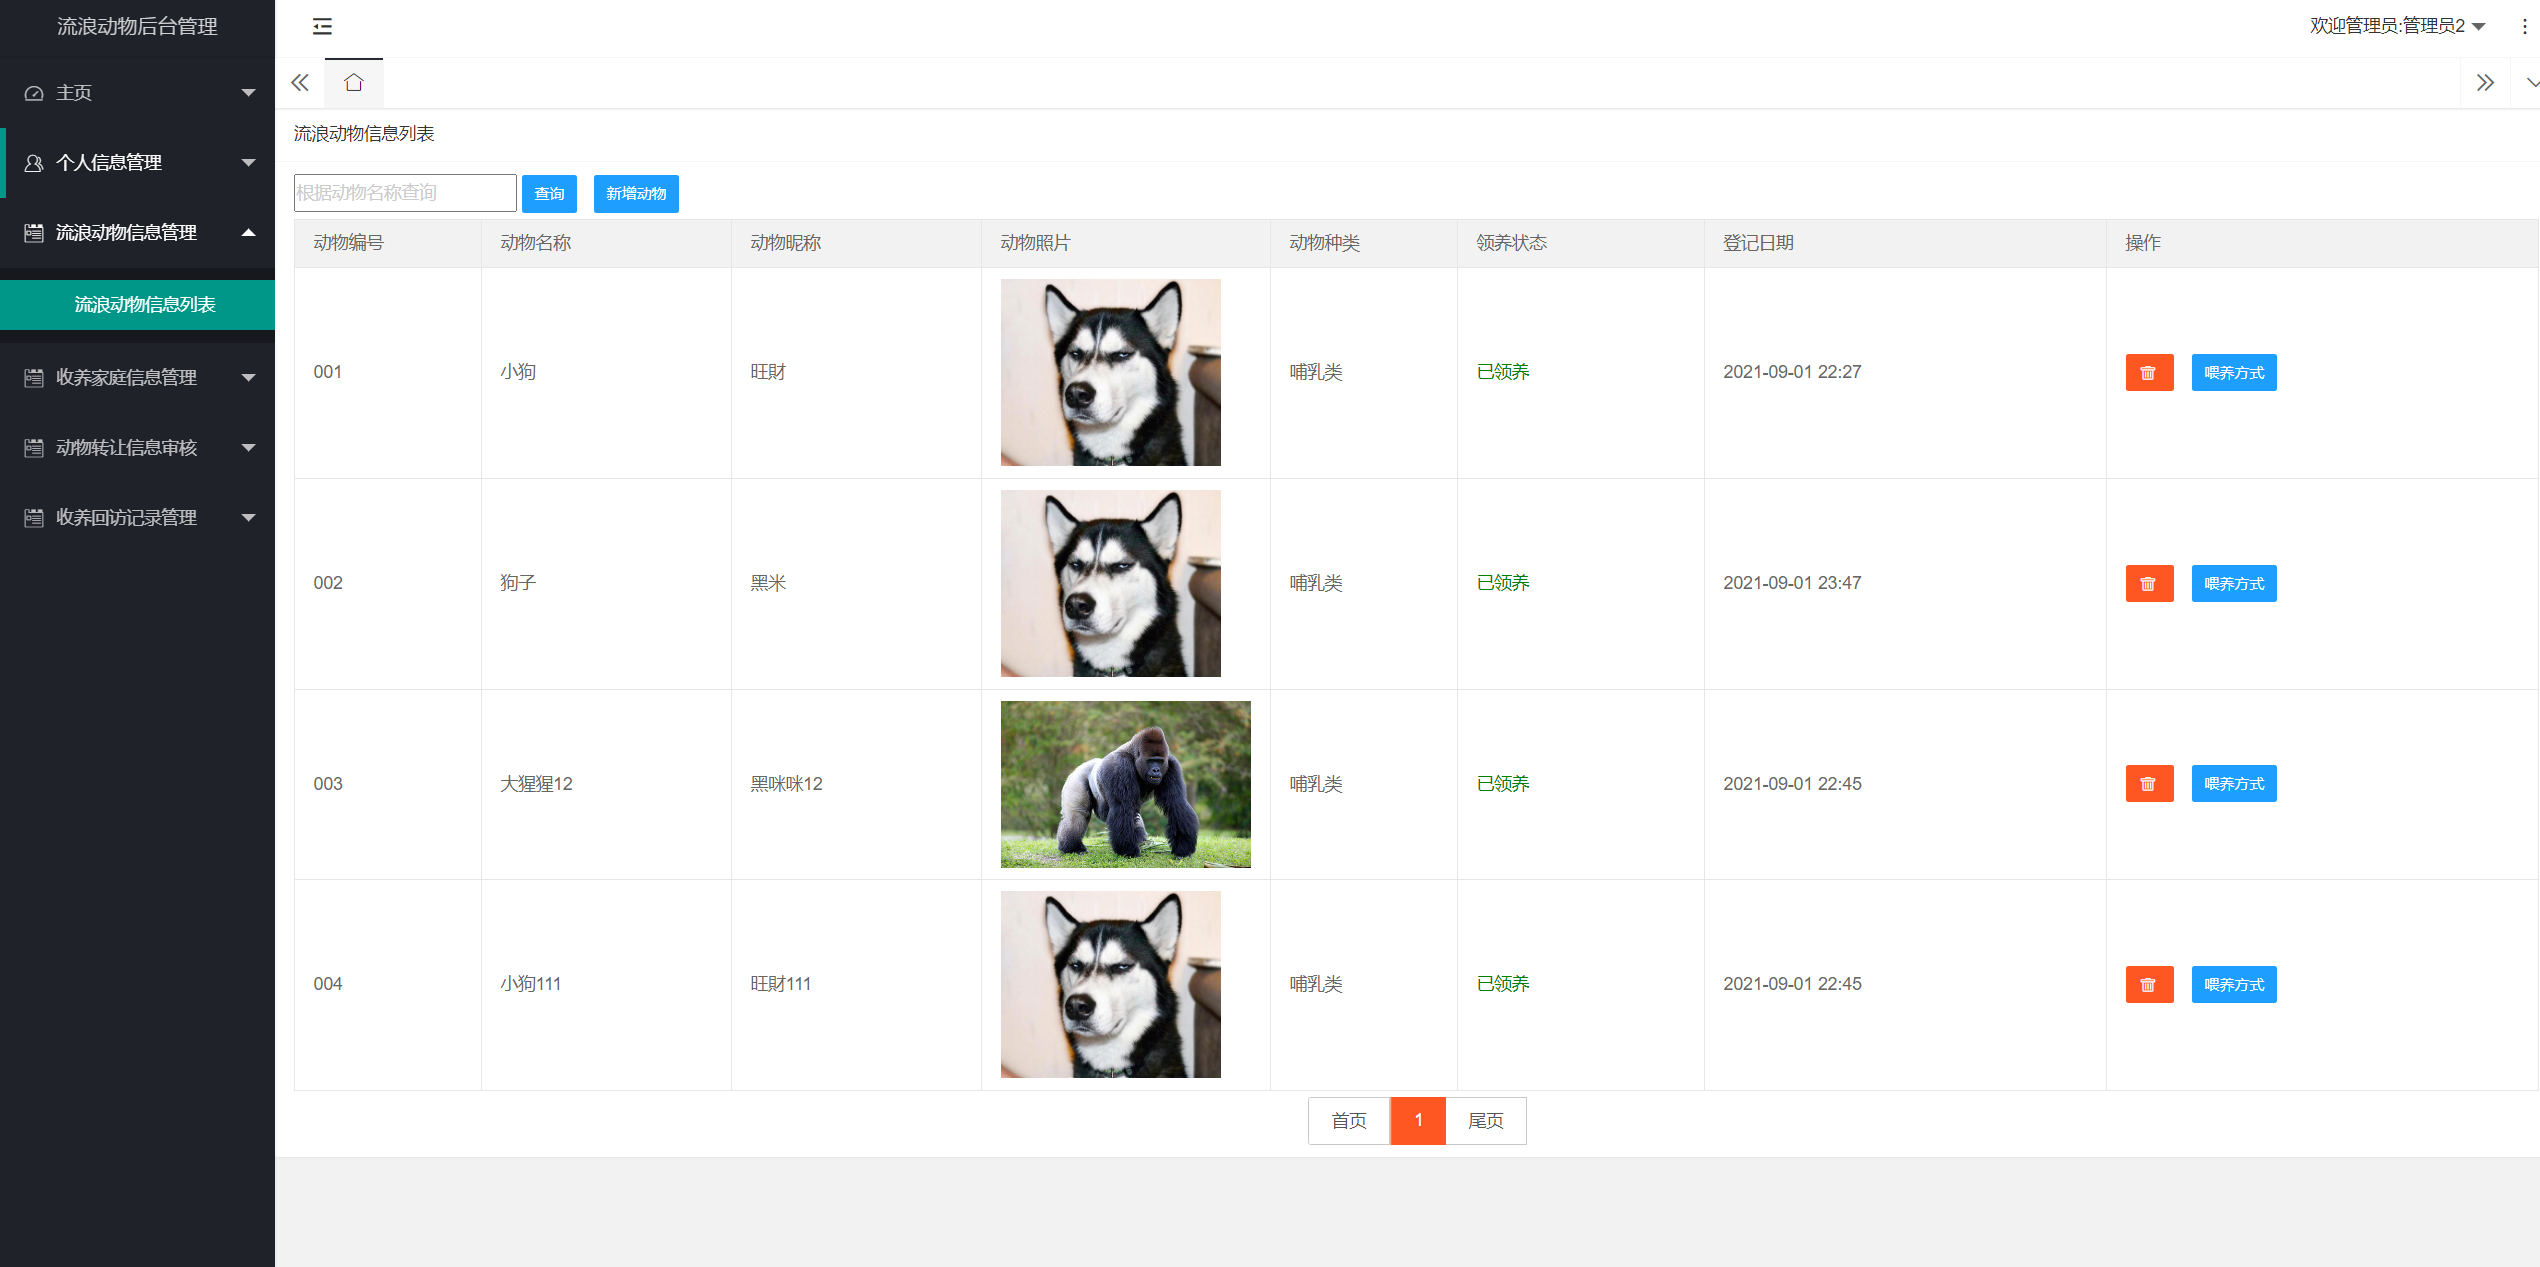 流浪动物后台管理
欢迎管理员:管理员2
主页
个人信息管理
流浪动物信息管理
流浪动物信息列表
收养家庭信息管理
动物转让信息审核
收养回访记录管理
流浪动物信息列表
根据动物名称查询 查询 新增动物
动物编号 动物名称 动物昵称 动物照片 动物种类 领养状态 登记日期 操作
001 小狗 旺財 哺乳类 已领养 2021-09-01 22:27 喂养方式
002 狗子 黑米 哺乳类 已领养 2021-09-01 23:47 喂养方式
003 大猩猩12 黑咪咪12 哺乳类 已领养 2021-09-01 22:45 喂养方式
004 小狗111 旺財111 哺乳类 已领养 2021-09-01 22:45 喂养方式
首页 1 尾页